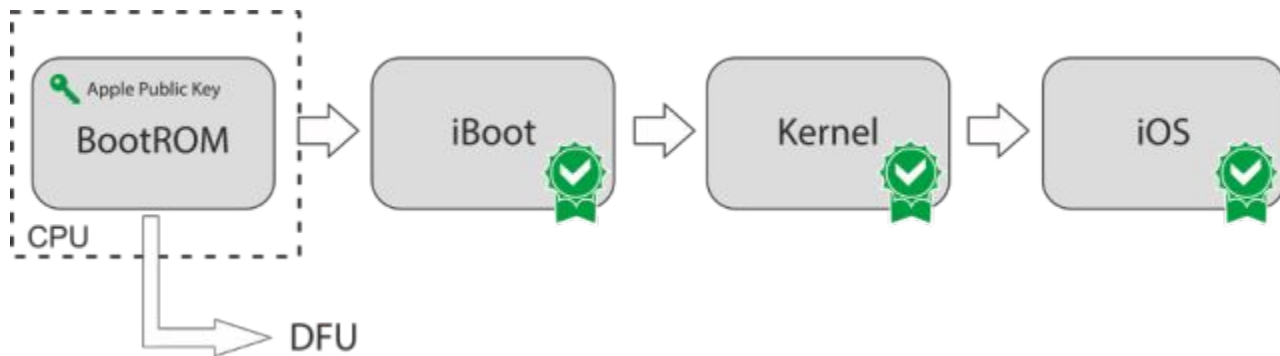 Apple Public Key
BootROM
iBoot
Kernel
iOS
CPU
DFU